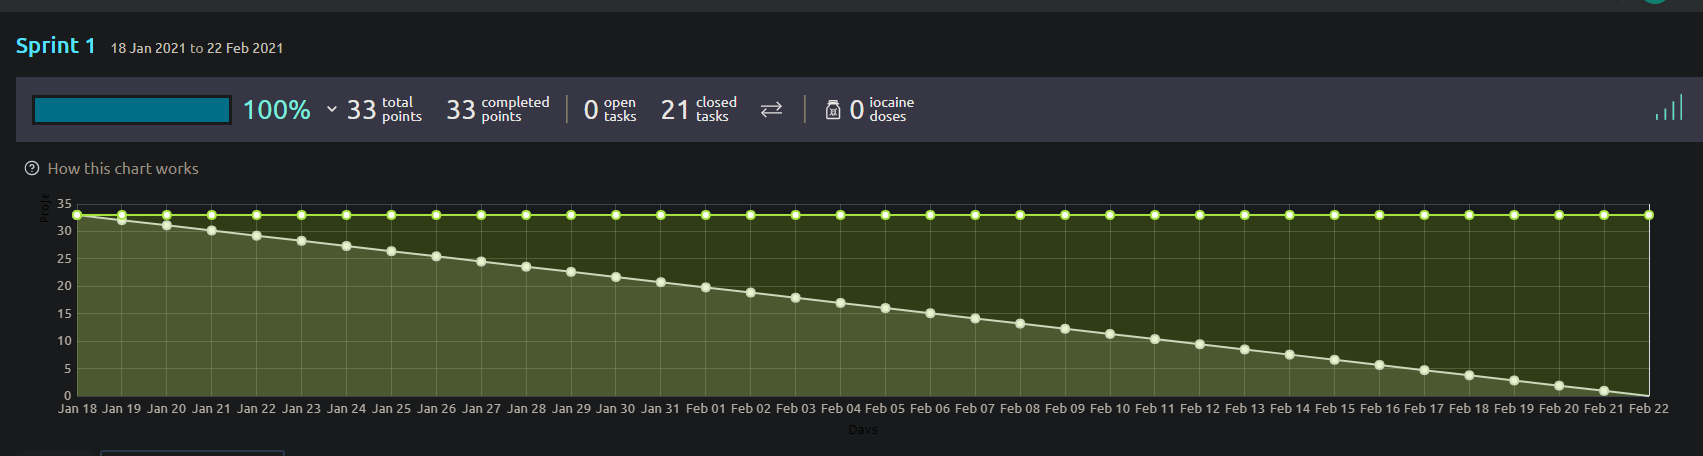 Sprint 1 18 Jan 2021 to 22 Feb 2021
100% 33 total points 33 completed points 0 open tasks 21 closed tasks 0 iocaine doses
How this chart works
35
30
25
20
15
10
5
0
Jan 18 Jan 19 Jan 20 Jan 21 Jan 22 Jan 23 Jan 24 Jan 25 Jan 26 Jan 27 Jan 28 Jan 29 Jan 30 Jan 31 Feb 01 Feb 02 Feb 03 Feb 04 Feb 05 Feb 06 Feb 07 Feb 08 Feb 09 Feb 10 Feb 11 Feb 12 Feb 13 Feb 14 Feb 15 Feb 16 Feb 17 Feb 18 Feb 19 Feb 20 Feb 21 Feb 22
Days